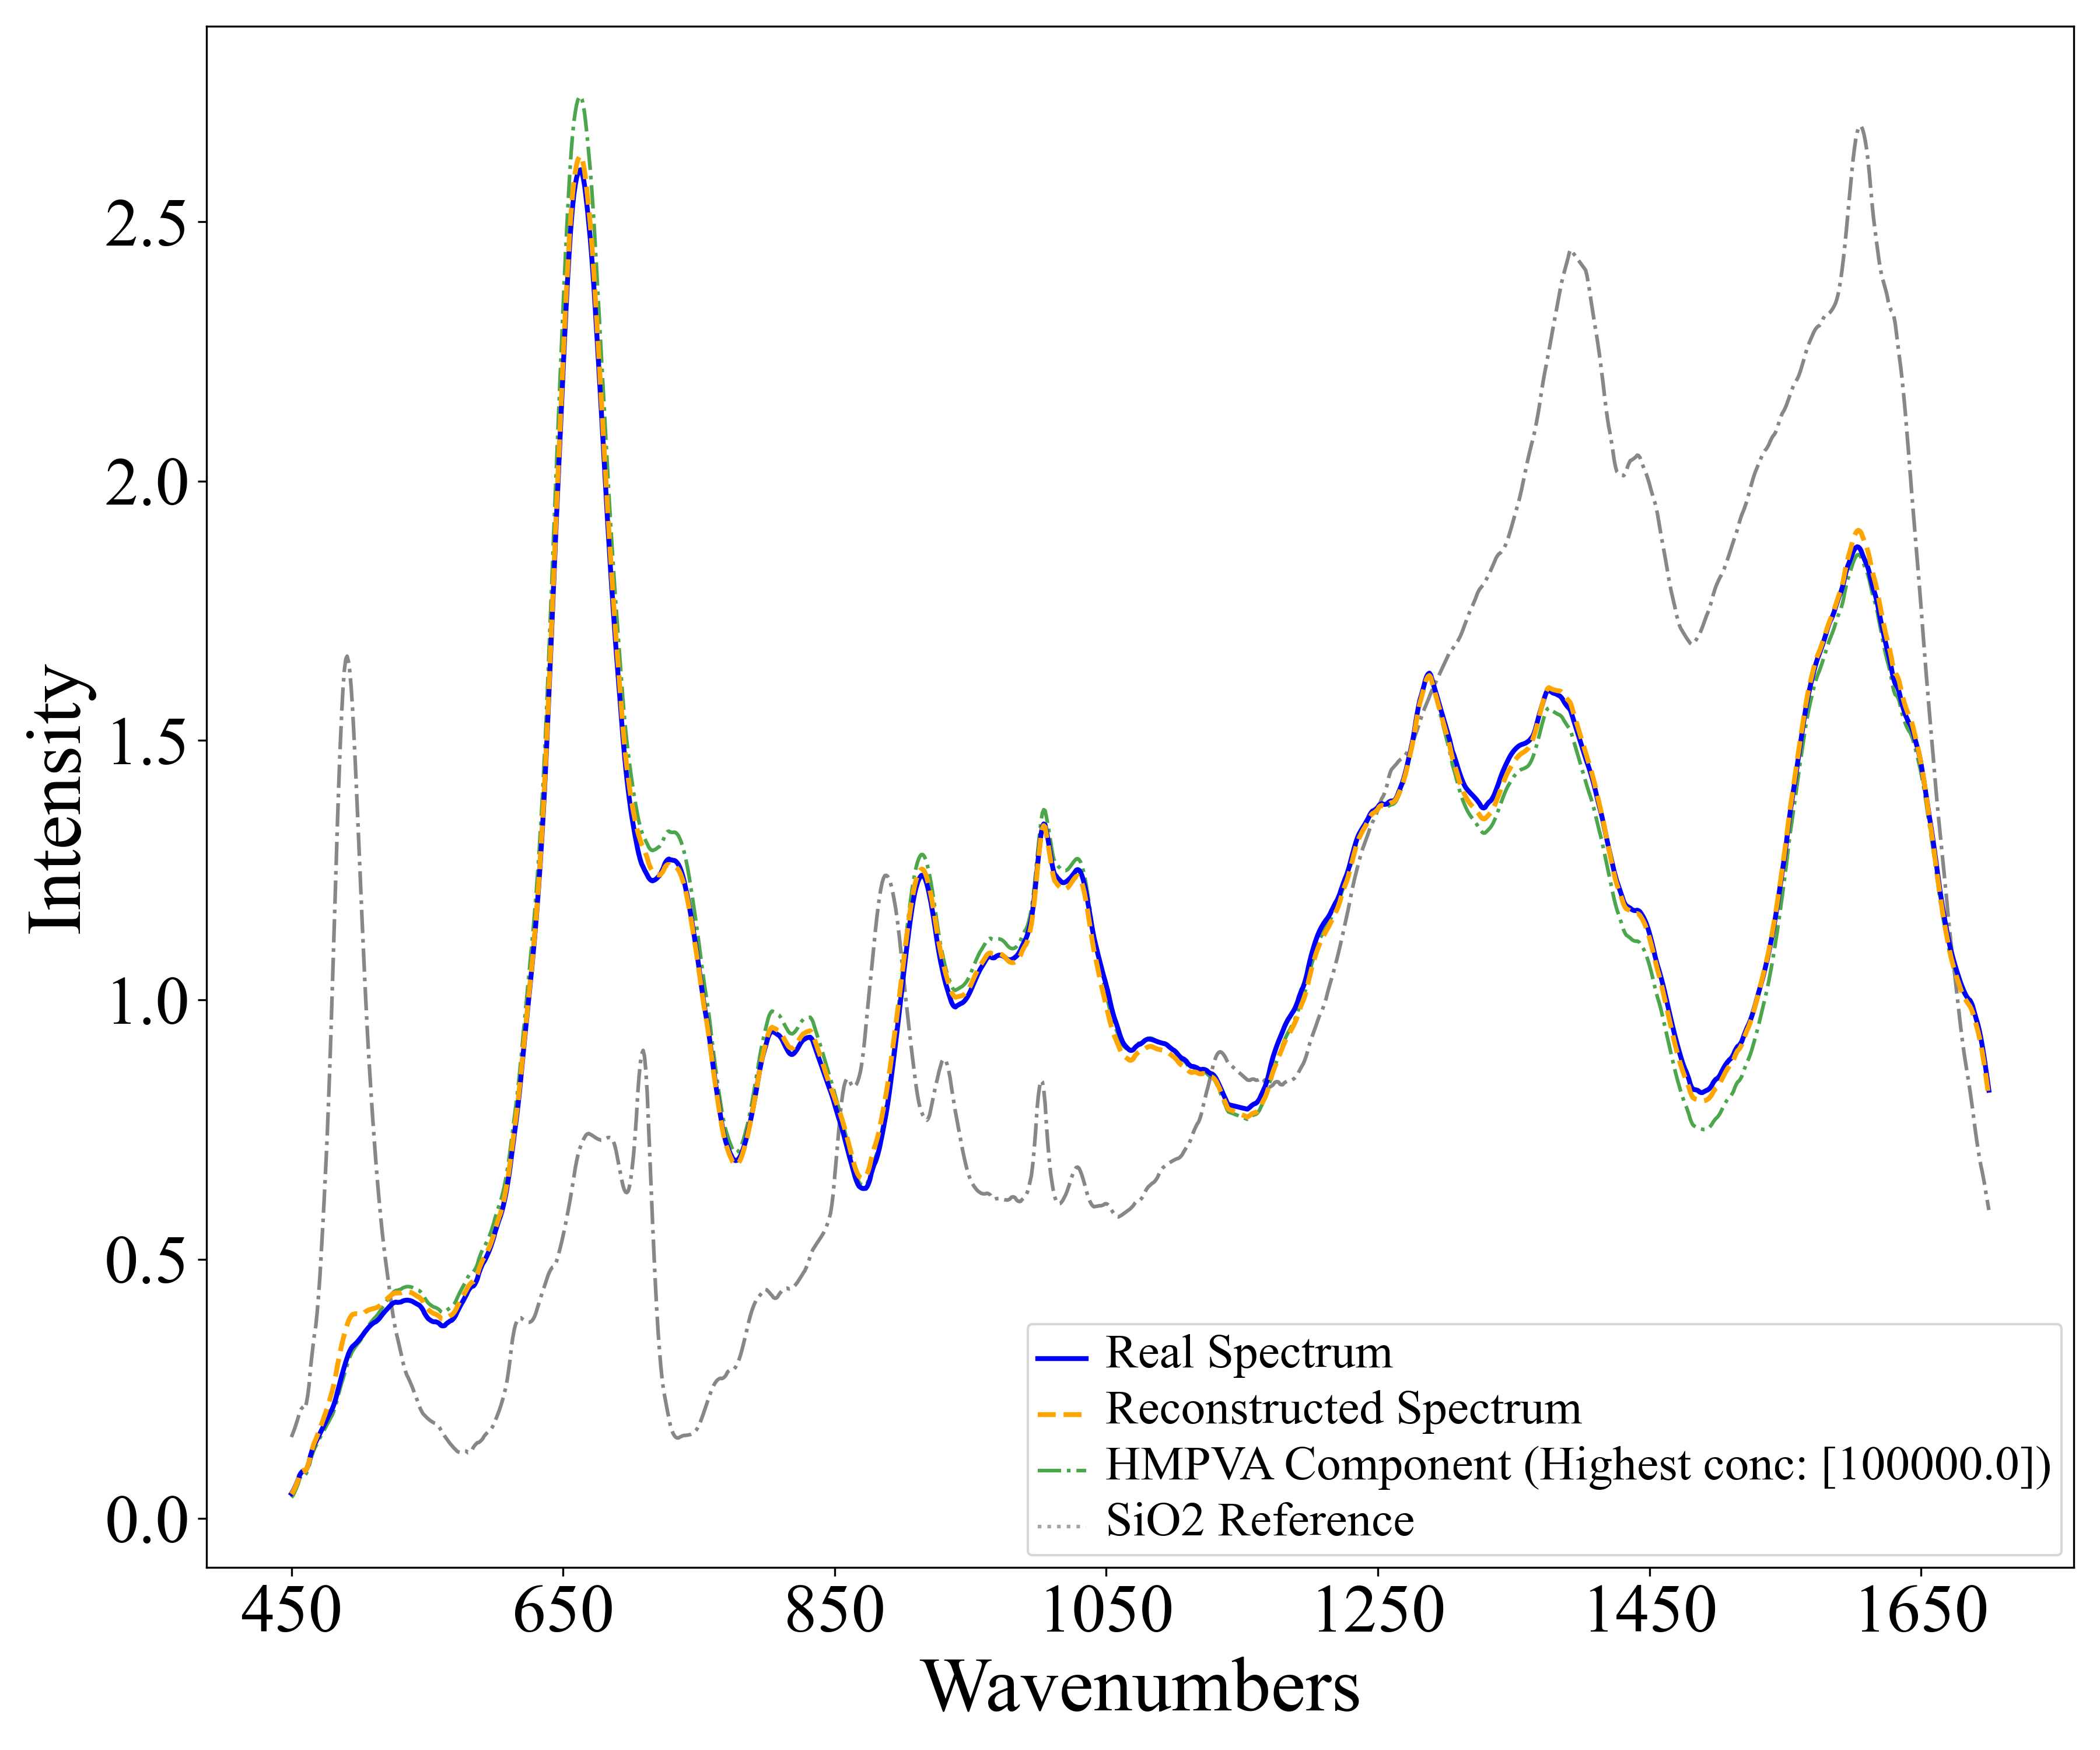 Intensity
2.5
2.0
1.5
1.0
0.5
0.0
450 650 850 1050 1250 1450 1650
Wavenumbers
Real Spectrum
Reconstructed Spectrum
HMPVA Component (Highest conc: [100000.0])
SiO2 Reference